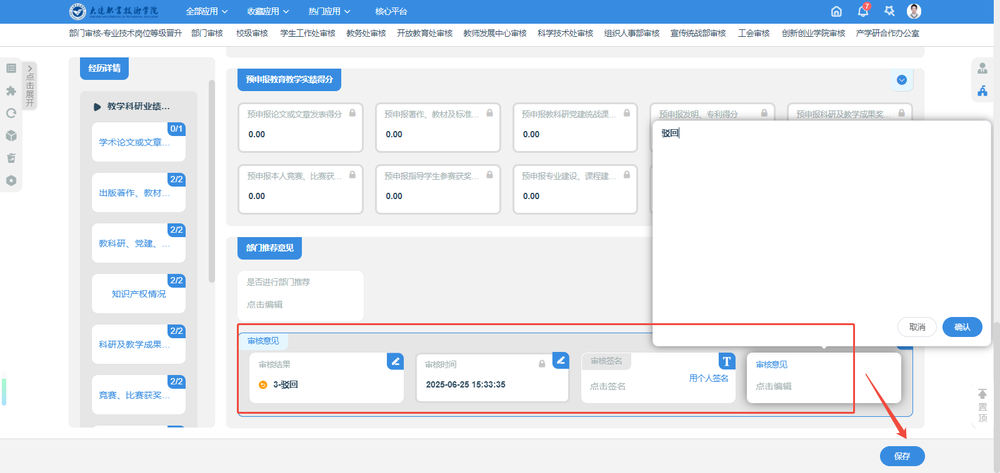 大连职业技术学院
全部应用
收藏应用
热门应用
核心平台
7
部门审核-专业技术岗位等级晋升
部门审核
校级审核
学生工作处审核
教务处审核
开放教育处审核
教师发展中心审核
科学技术处审核
组织人事部审核
宣传统战部审核
工会审核
创新创业学院审核
产学研合作办公室
点击展开
经历详情
教学科研业绩...
0/1
学术论文或文章...
2/2
出版著作、教材...
2/2
教科研、党建、...
2/2
知识产权情况
2/2
科研及教学成果...
2/2
竞赛、比赛获奖...
预申报教育教学实绩得分
预申报论文或文章发表得分
0.00
预申报著作、教材及标准...
0.00
预申报教科研党建统战课...
0.00
预申报发明、专利得分
预申报科研及教学成果奖...
预申报本人竞赛、比赛获...
0.00
预申报指导学生参赛获奖...
0.00
预申报专业建设、课程建...
0.00
驳回
取消
确认
部门推荐意见
是否进行部门推荐
点击编辑
审核意见
审核结果
3-驳回
审核时间
2025-06-25 15:33:35
审核签名
T
用个人签名
点击签名
审核意见
点击编辑
置顶
保存